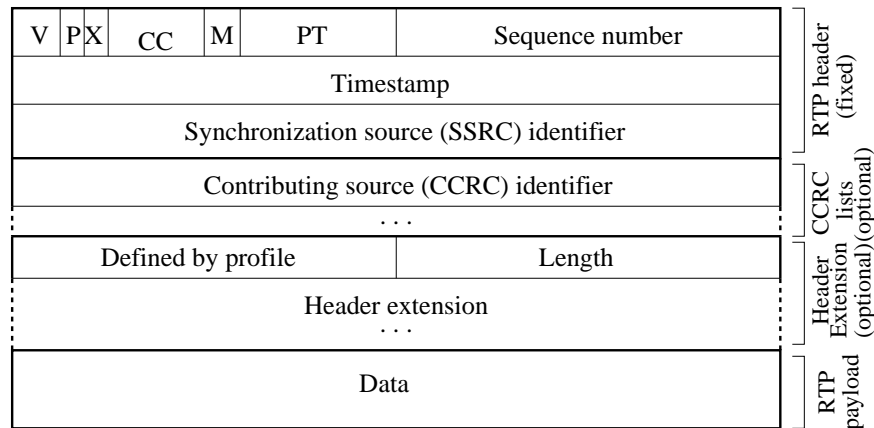 V P X CC M PT Sequence number
Timestamp
Synchronization source (SSRC) identifier
RTP header
(fixed)
Contributing source (CCRC) identifier
. . .
CCRC
lists
(optional)
Defined by profile Length
Header extension
. . .
Header
Extension
(optional)
Data
RTP
payload